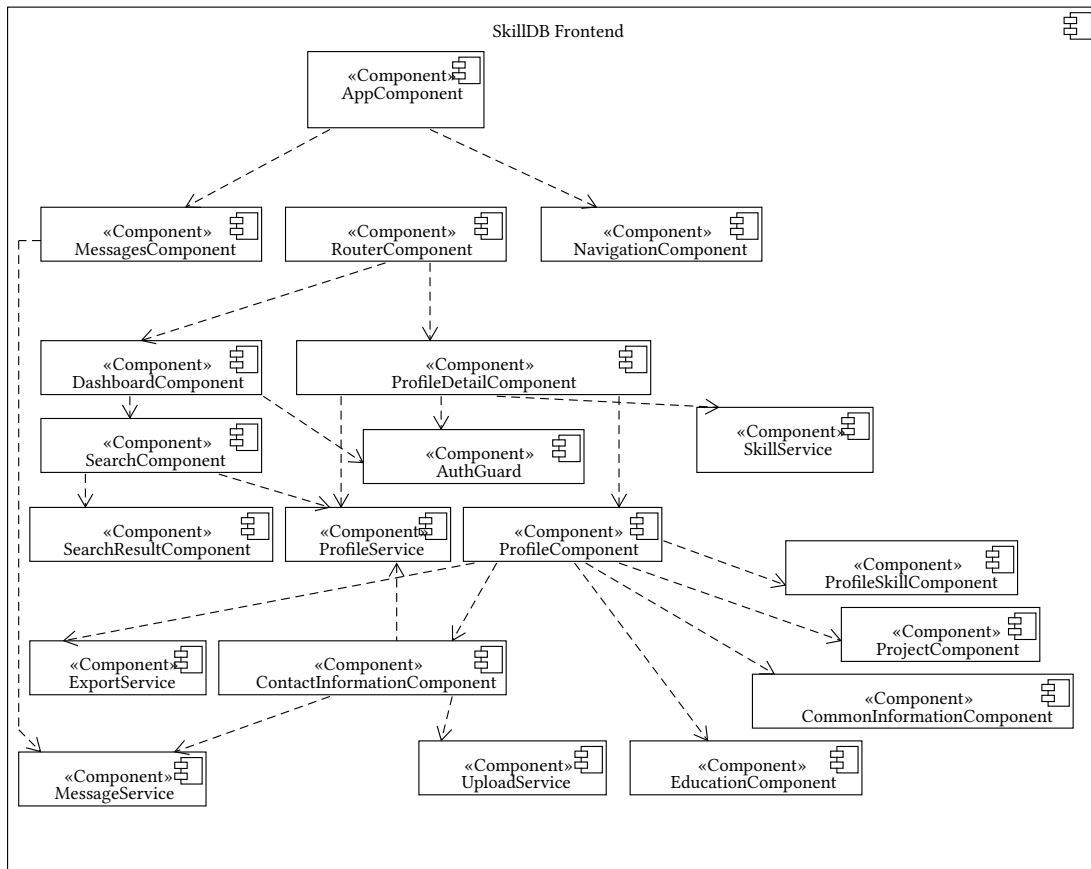 SkillDB Frontend
«Component»
AppComponent
«Component»
MessagesComponent
«Component»
RouterComponent
«Component»
NavigationComponent
«Component»
DashboardComponent
«Component»
ProfileDetailComponent
«Component»
SearchComponent
«Component»
AuthGuard
«Component»
SkillService
«Component»
SearchResultComponent
«Component»
ProfileService
«Component»
ProfileComponent
«Component»
ProfileSkillComponent
«Component»
ProjectComponent
«Component»
ExportService
«Component»
ContactInformationComponent
«Component»
CommonInformationComponent
«Component»
MessageService
«Component»
UploadService
«Component»
EducationComponent